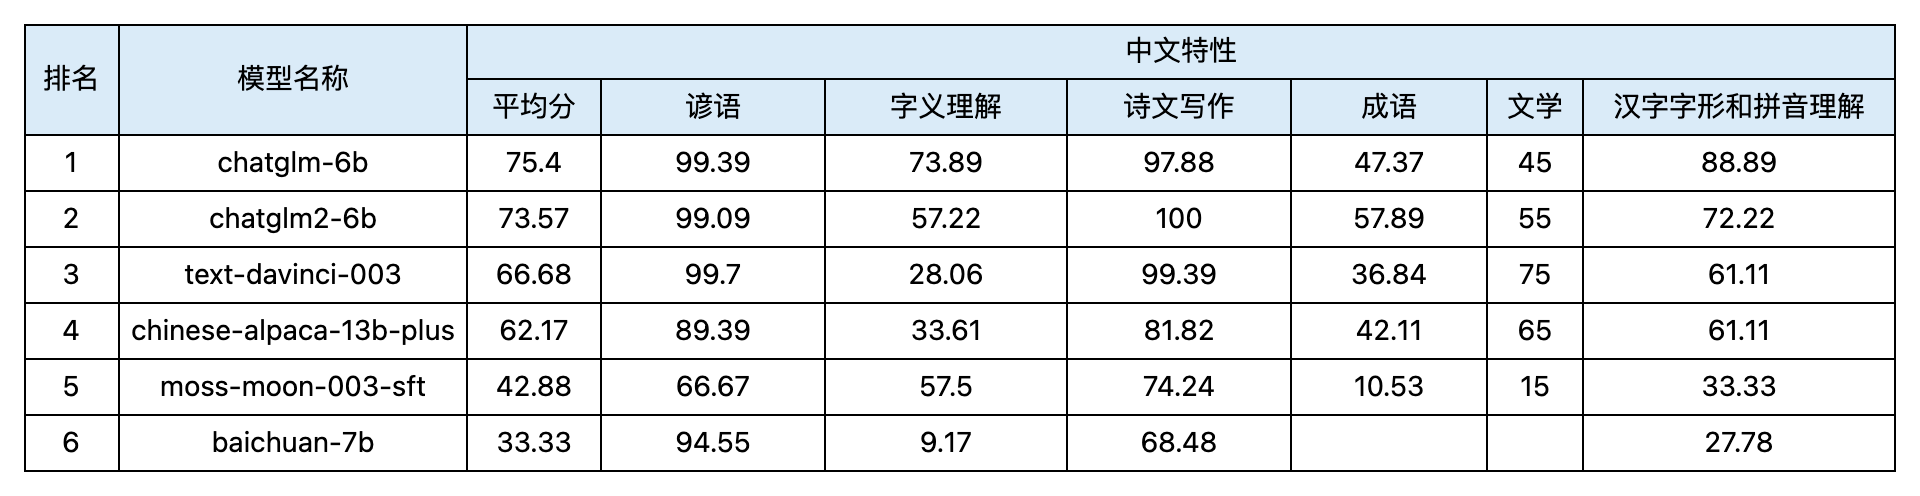 排名 模型名称 中文特性
平均分 谚语 字义理解 诗文写作 成语 文学 汉字字形和拼音理解
1 chatglm-6b 75.4 99.39 73.89 97.88 47.37 45 88.89
2 chatglm2-6b 73.57 99.09 57.22 100 57.89 55 72.22
3 text-davinci-003 66.68 99.7 28.06 99.39 36.84 75 61.11
4 chinese-alpaca-13b-plus 62.17 89.39 33.61 81.82 42.11 65 61.11
5 moss-moon-003-sft 42.88 66.67 57.5 74.24 10.53 15 33.33
6 baichuan-7b 33.33 94.55 9.17 68.48 27.78